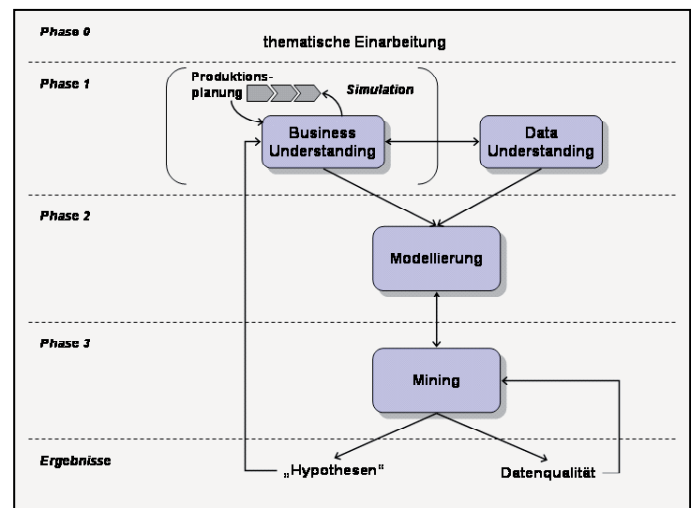 Phase 0
thematische Einarbeitung
Phase 1
Produktions-
planung
Simulation
Business
Understanding
Data
Understanding
Phase 2
Modellierung
Phase 3
Mining
Ergebnisse
„Hypothesen“
Datenqualität